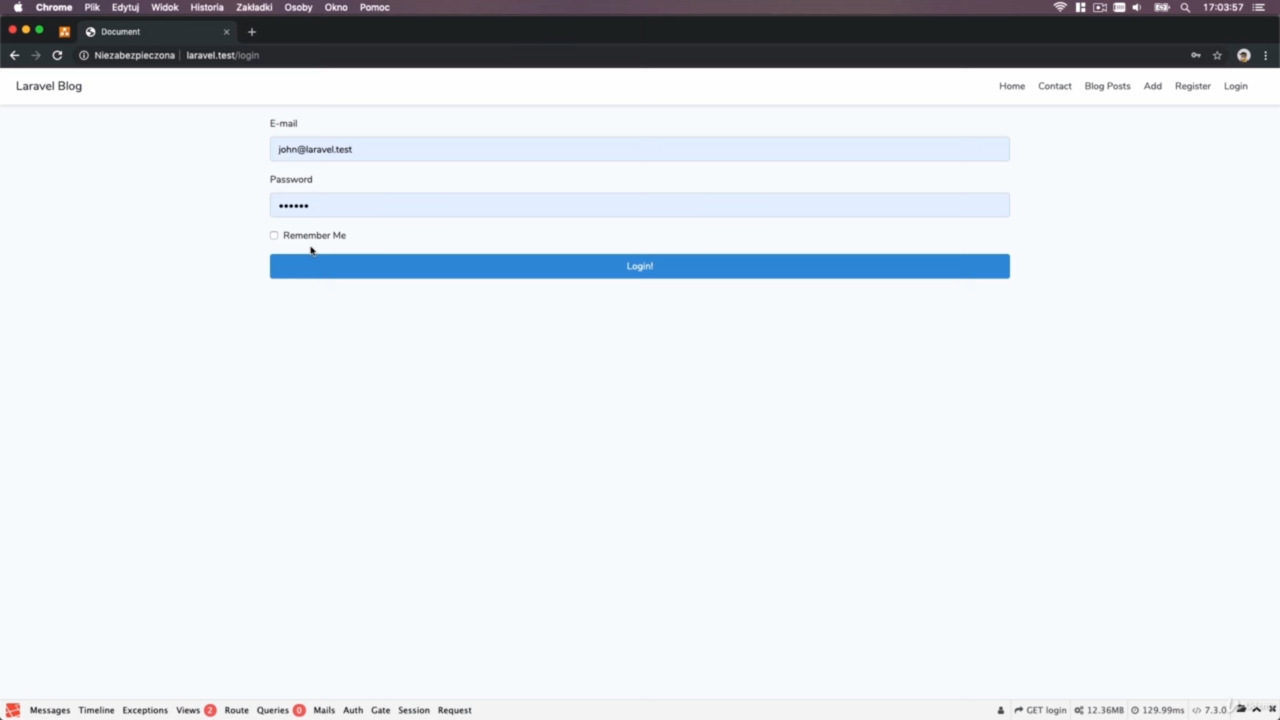 Chrome Plik Edytuj Widok Historia Zakładki Osoby Okno Pomoc 17:03:57
Document
Niezabezpieczona laravel.test/login
Laravel Blog Home Contact Blog Posts Add Register Login
E-mail
john@laravel.test
Password
••••••
Remember Me
Login!
Messages Timeline Exceptions Views 2 Route Queries 0 Mails Auth Gate Session Request GET login 12.36MB 129.99ms 7.3.0